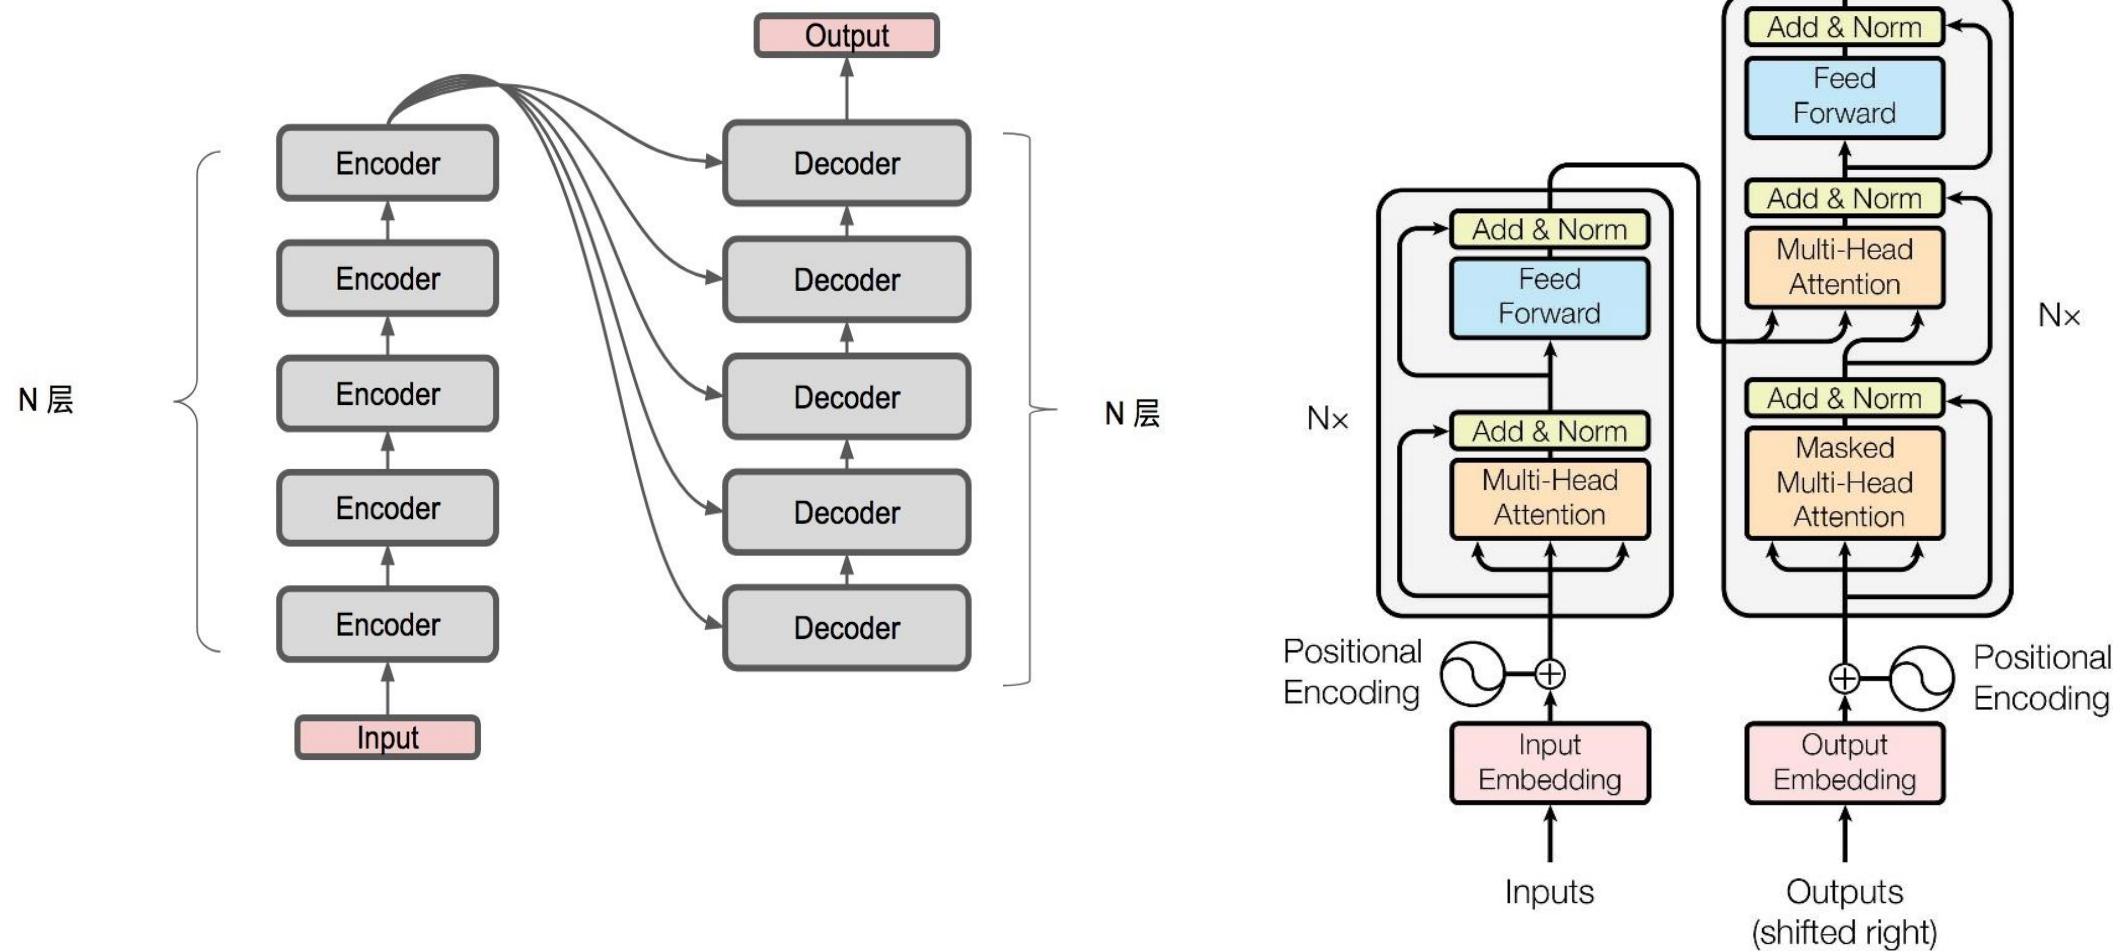 Output
Encoder
Encoder
Encoder
Encoder
Encoder
Input
N 层
Decoder
Decoder
Decoder
Decoder
Decoder
N 层
Add & Norm
Feed
Forward
Add & Norm
Multi-Head
Attention
Nx
Positional
Encoding
Input
Embedding
Inputs
Add & Norm
Feed
Forward
Add & Norm
Multi-Head
Attention
Add & Norm
Masked
Multi-Head
Attention
Nx
Positional
Encoding
Output
Embedding
Outputs
(shifted right)